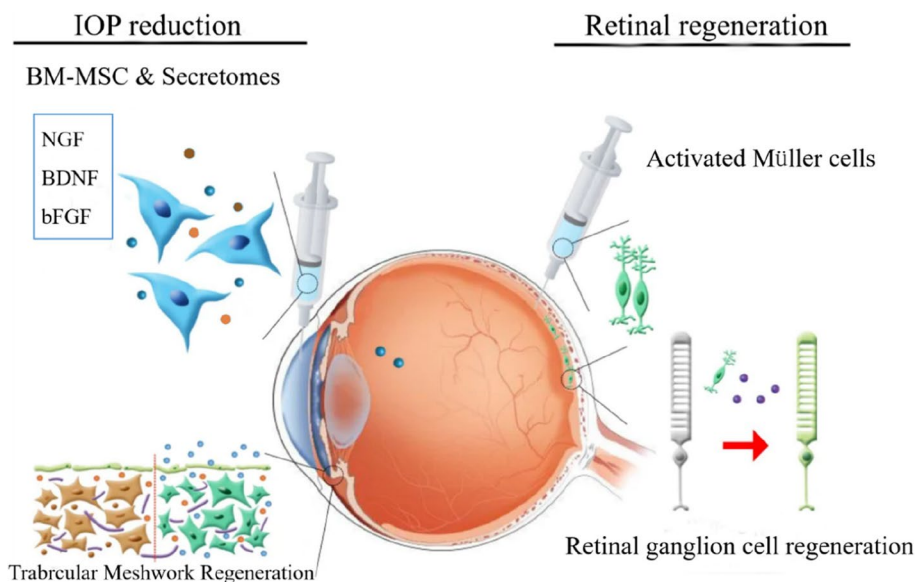 IOP reduction
BM-MSC & Secretomes
NGF
BDNF
bFGF
Trabrcular Meshwork Regeneration
Retinal regeneration
Activated Müller cells
Retinal ganglion cell regeneration